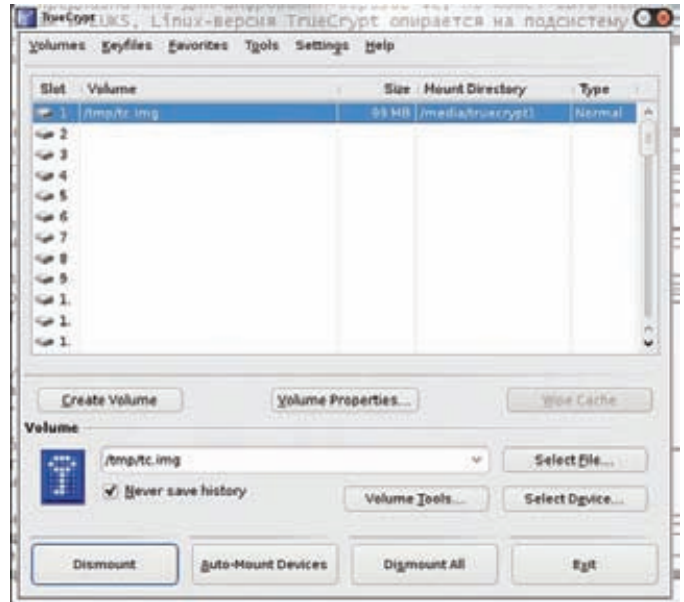 TrueCrypt
UKS, Linux-версия TrueCrypt опирается на подсистему
Volumes Keyfiles Favorites Tools Settings Help
Slot Volume Size Mount Directory Type
1 /tmp/tc.img 99 MB /media/truecrypt1 Normal
2
3
4
5
6
7
8
9
1.
1.
1.
Create Volume Volume Properties... Wipe Cache
Volume
/tmp/tc.img Select File...
Never save history Volume Tools... Select Device...
Dismount Auto-Mount Devices Dismount All Exit